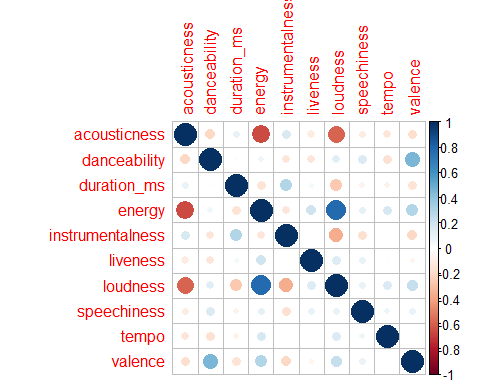 acousticness
danceability
duration_ms
energy
instrumentalness
liveness
loudness
speechiness
tempo
valence
acousticness
danceability
duration_ms
energy
instrumentalness
liveness
loudness
speechiness
tempo
valence
1
0.8
0.6
0.4
0.2
0
-0.2
-0.4
-0.6
-0.8
-1